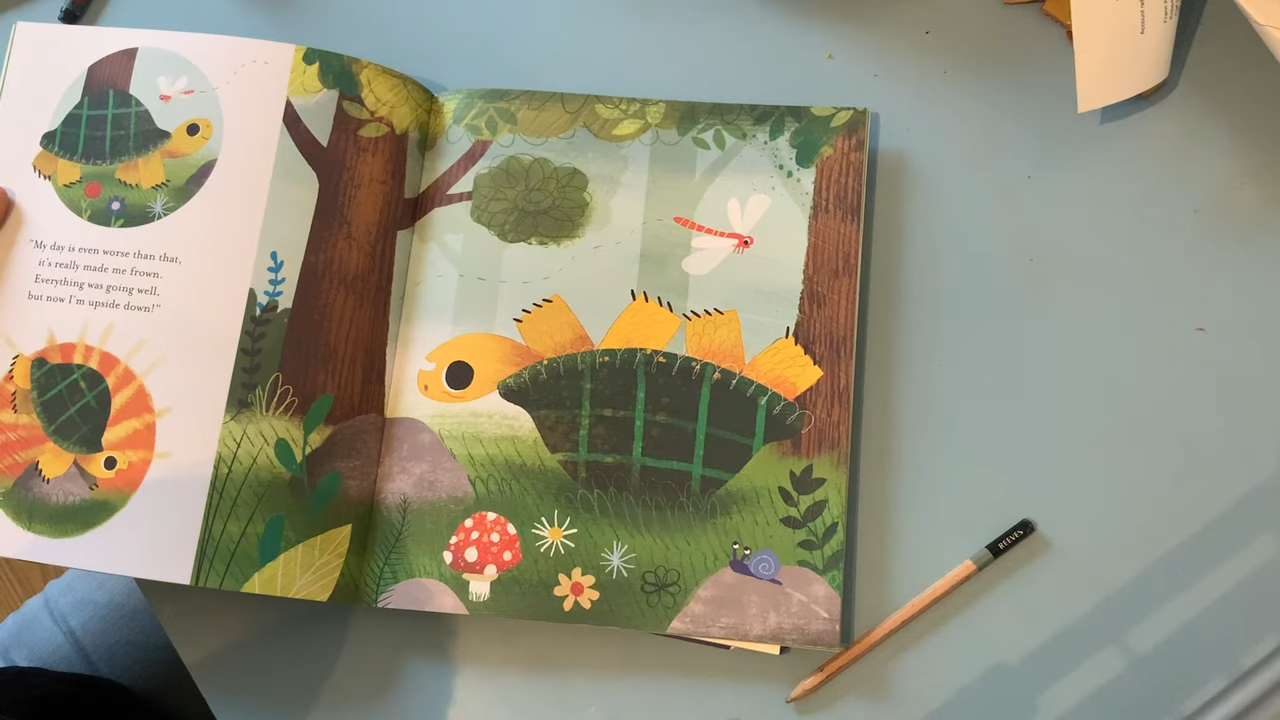 "My day is even worse than that,
it's really made me frown.
Everything was going well,
but now I'm upside down!"
REEVES